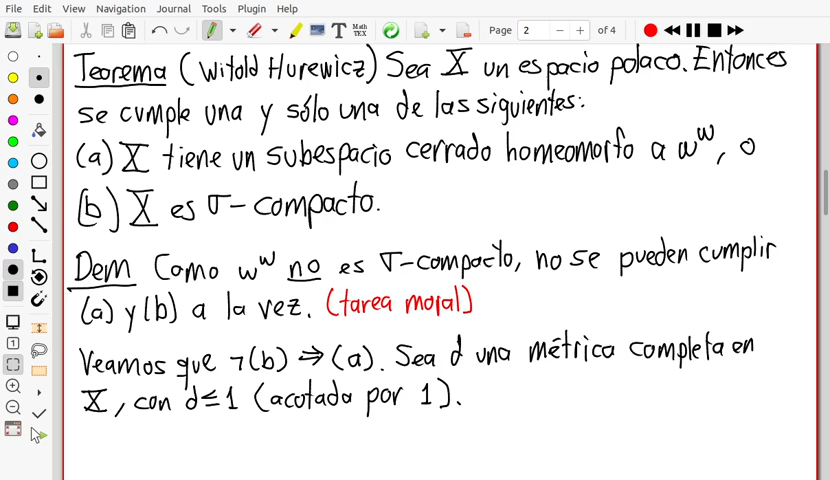 File Edit View Navigation Journal Tools Plugin Help
T Math TEX Page 2 of 4
Teorema (Witold Hurewicz) Sea X un espacio polaco. Entonces
se cumple una y sólo una de las siguientes:
(a) X tiene un subespacio cerrado homeomorfo a ω^ω, o
(b) X es σ-compacto.
Dem Como ω^ω no es σ-compacto, no se pueden cumplir
(a) y (b) a la vez. (tarea moral)
Veamos que ¬(b) ⇒ (a). Sea d una métrica completa en
X, con d≤1 (acotada por 1).